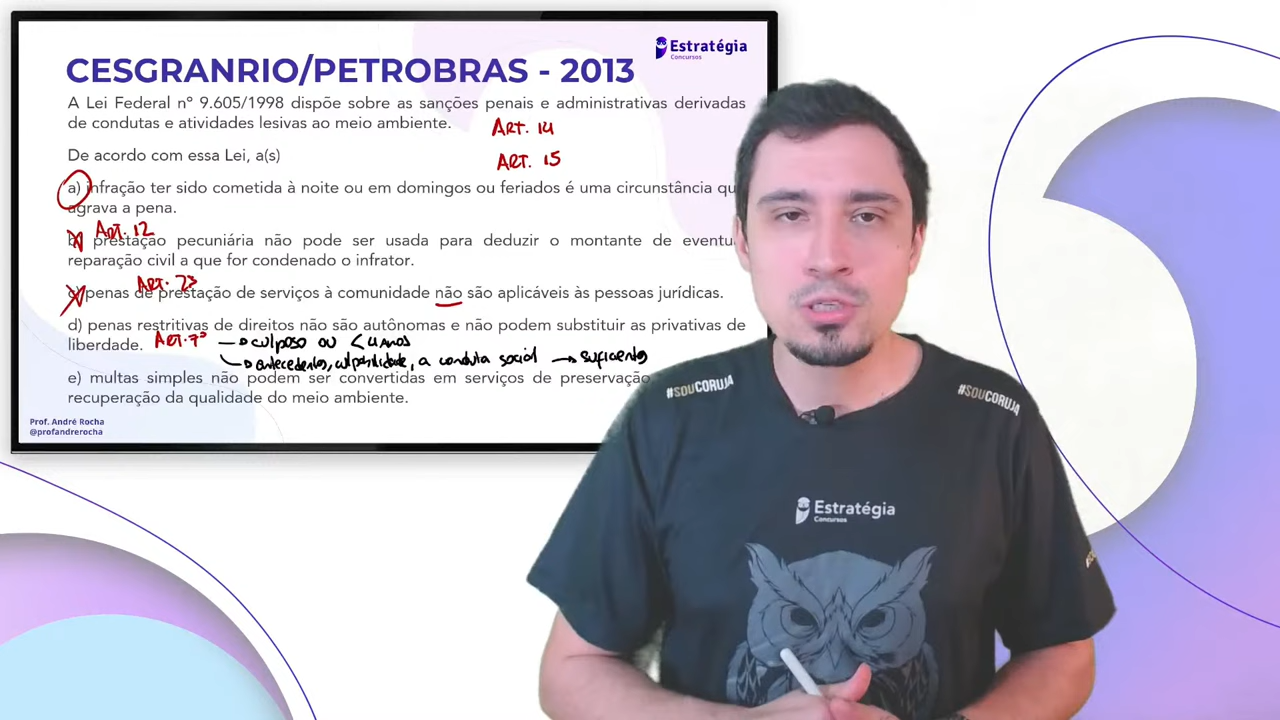 Estratégia
Concursos
CESGRANRIO/PETROBRAS - 2013
A Lei Federal nº 9.605/1998 dispõe sobre as sanções penais e administrativas derivadas
de condutas e atividades lesivas ao meio ambiente.
ART. 14
De acordo com essa Lei, a(s)
ART. 15
a) infração ter sido cometida à noite ou em domingos ou feriados é uma circunstância qu
agrava a pena.
ART. 12
b) prestação pecuniária não pode ser usada para deduzir o montante de eventu
reparação civil a que for condenado o infrator.
ART. 23
c) penas de prestação de serviços à comunidade não são aplicáveis às pessoas jurídicas.
d) penas restritivas de direitos não são autônomas e não podem substituir as privativas de
liberdade. ART. 7º culposo ou < 4 anos
antecedentes, culpabilidade, a conduta social
e) multas simples não podem ser convertidas em serviços de preservação
recuperação da qualidade do meio ambiente.
Prof. André Rocha
@profandrerocha
#SOUCORUJA
#SOUCORUJA
Estratégia
Concursos